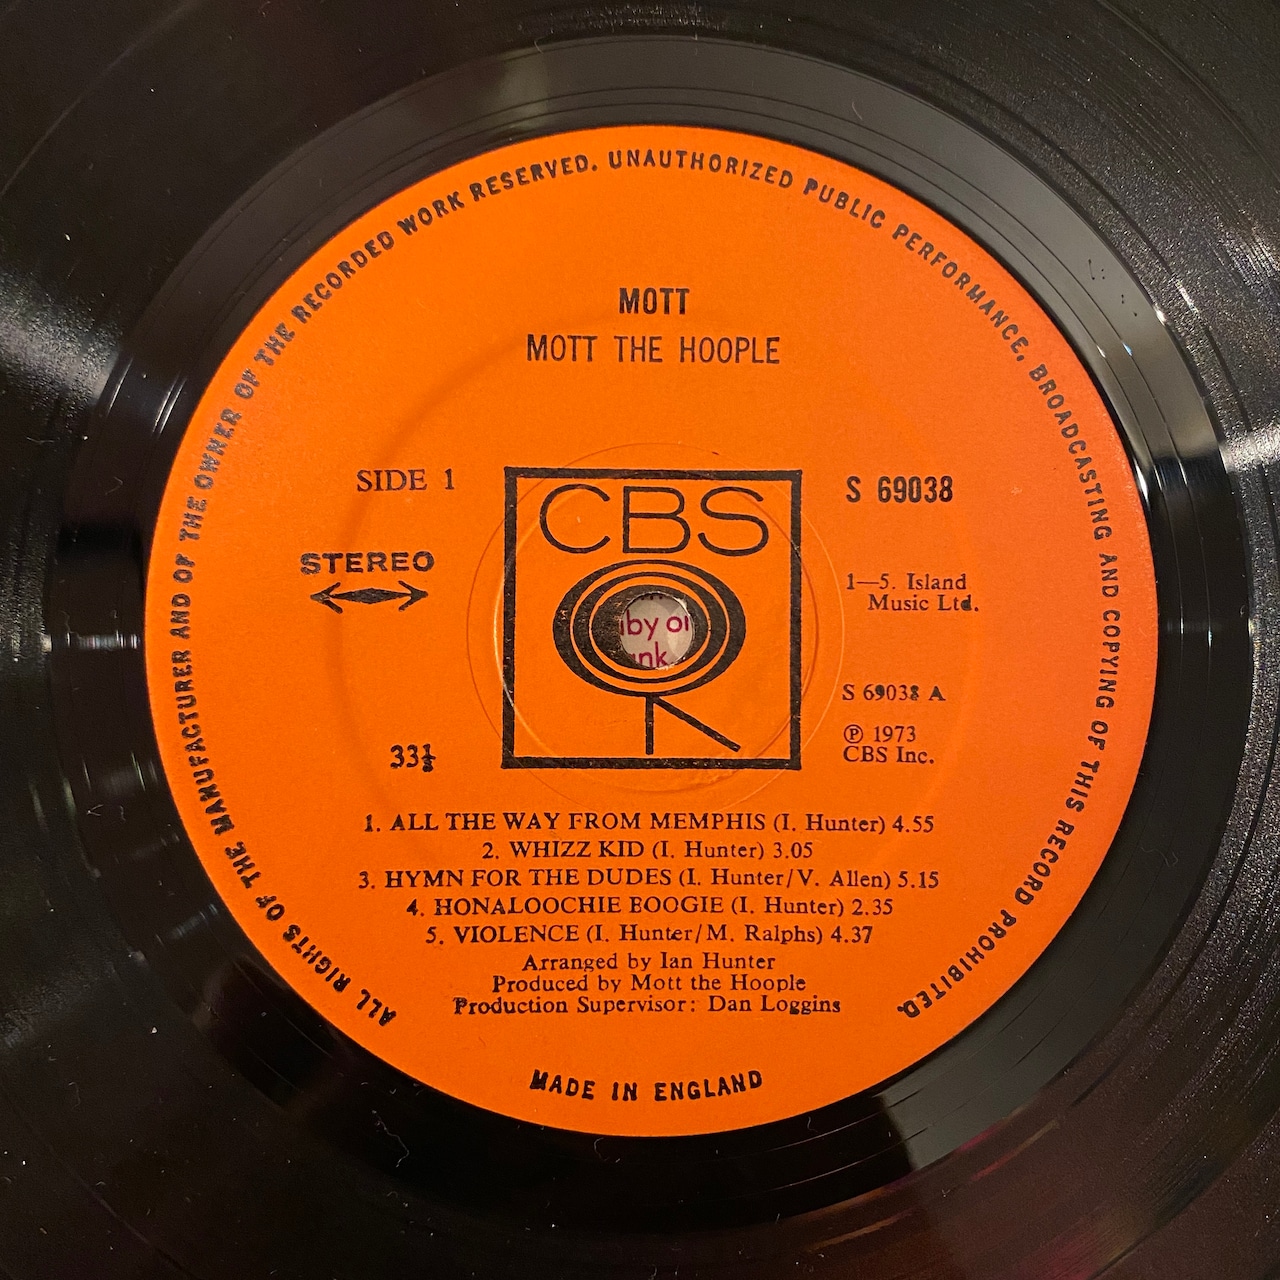 ALL RIGHTS OF THE MANUFACTURER AND OF THE OWNER OF THE RECORDED WORK RESERVED. UNAUTHORIZED PUBLIC PERFORMANCE, BROADCASTING AND COPYING OF THIS RECORD PROHIBITED.
MOTT
MOTT THE HOOPLE
SIDE 1
CBS
S 69038
STEREO
1—5. Island
Music Ltd.
by
S 69038 A
33⅓
℗ 1973
CBS Inc.
1. ALL THE WAY FROM MEMPHIS (I. Hunter) 4.55
2. WHIZZ KID (I. Hunter) 3.05
3. HYMN FOR THE DUDES (I. Hunter/V. Allen) 5.15
4. HONALOOCHIE BOOGIE (I. Hunter) 2.35
5. VIOLENCE (I. Hunter/M. Ralphs) 4.37
Arranged by Ian Hunter
Produced by Mott the Hoople
Production Supervisor: Dan Loggins
MADE IN ENGLAND